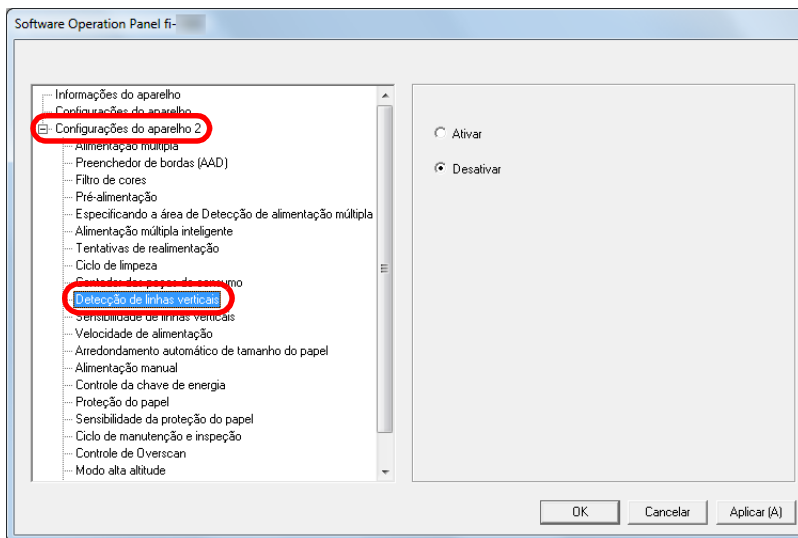 Software Operation Panel fi-
Informações do aparelho
Configurações do aparelho
Configurações do aparelho 2
Alimentação múltipla
Preenchedor de bordas (AAD)
Filtro de cores
Pré-alimentação
Especificando a área de Detecção de alimentação múltipla
Alimentação múltipla inteligente
Tentativas de realimentação
Ciclo de limpeza
Contador das peças de consumo
Detecção de linhas verticais
Sensibilidade de linhas verticais
Velocidade de alimentação
Arredondamento automático de tamanho do papel
Alimentação manual
Controle da chave de energia
Proteção do papel
Sensibilidade da proteção do papel
Ciclo de manutenção e inspeção
Controle de Overscan
Modo alta altitude
Ativar
Desativar
OK
Cancelar
Aplicar (A)